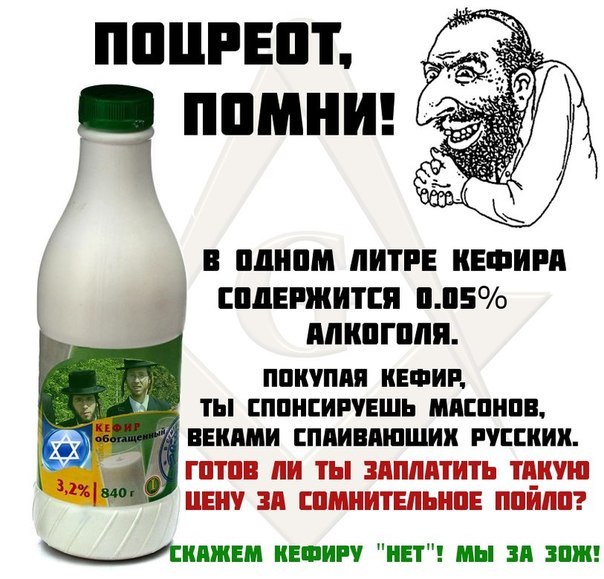 ПОЦРЕОТ,
ПОМНИ!
В ОДНОМ ЛИТРЕ КЕФИРА
СОДЕРЖИТСЯ 0.05%
АЛКОГОЛЯ.
ПОКУПАЯ КЕФИР,
ТЫ СПОНСИРУЕШЬ МАСОНОВ,
ВЕКАМИ СПАИВАЮЩИХ РУССКИХ.
ГОТОВ ЛИ ТЫ ЗАПЛАТИТЬ ТАКУЮ
ЦЕНУ ЗА СОМНИТЕЛЬНОЕ ПОЙЛО?
СКАЖЕМ КЕФИРУ "НЕТ"! МЫ ЗА ЗОЖ!
КЕФИР
обогащенный
3,2% 840 г
G